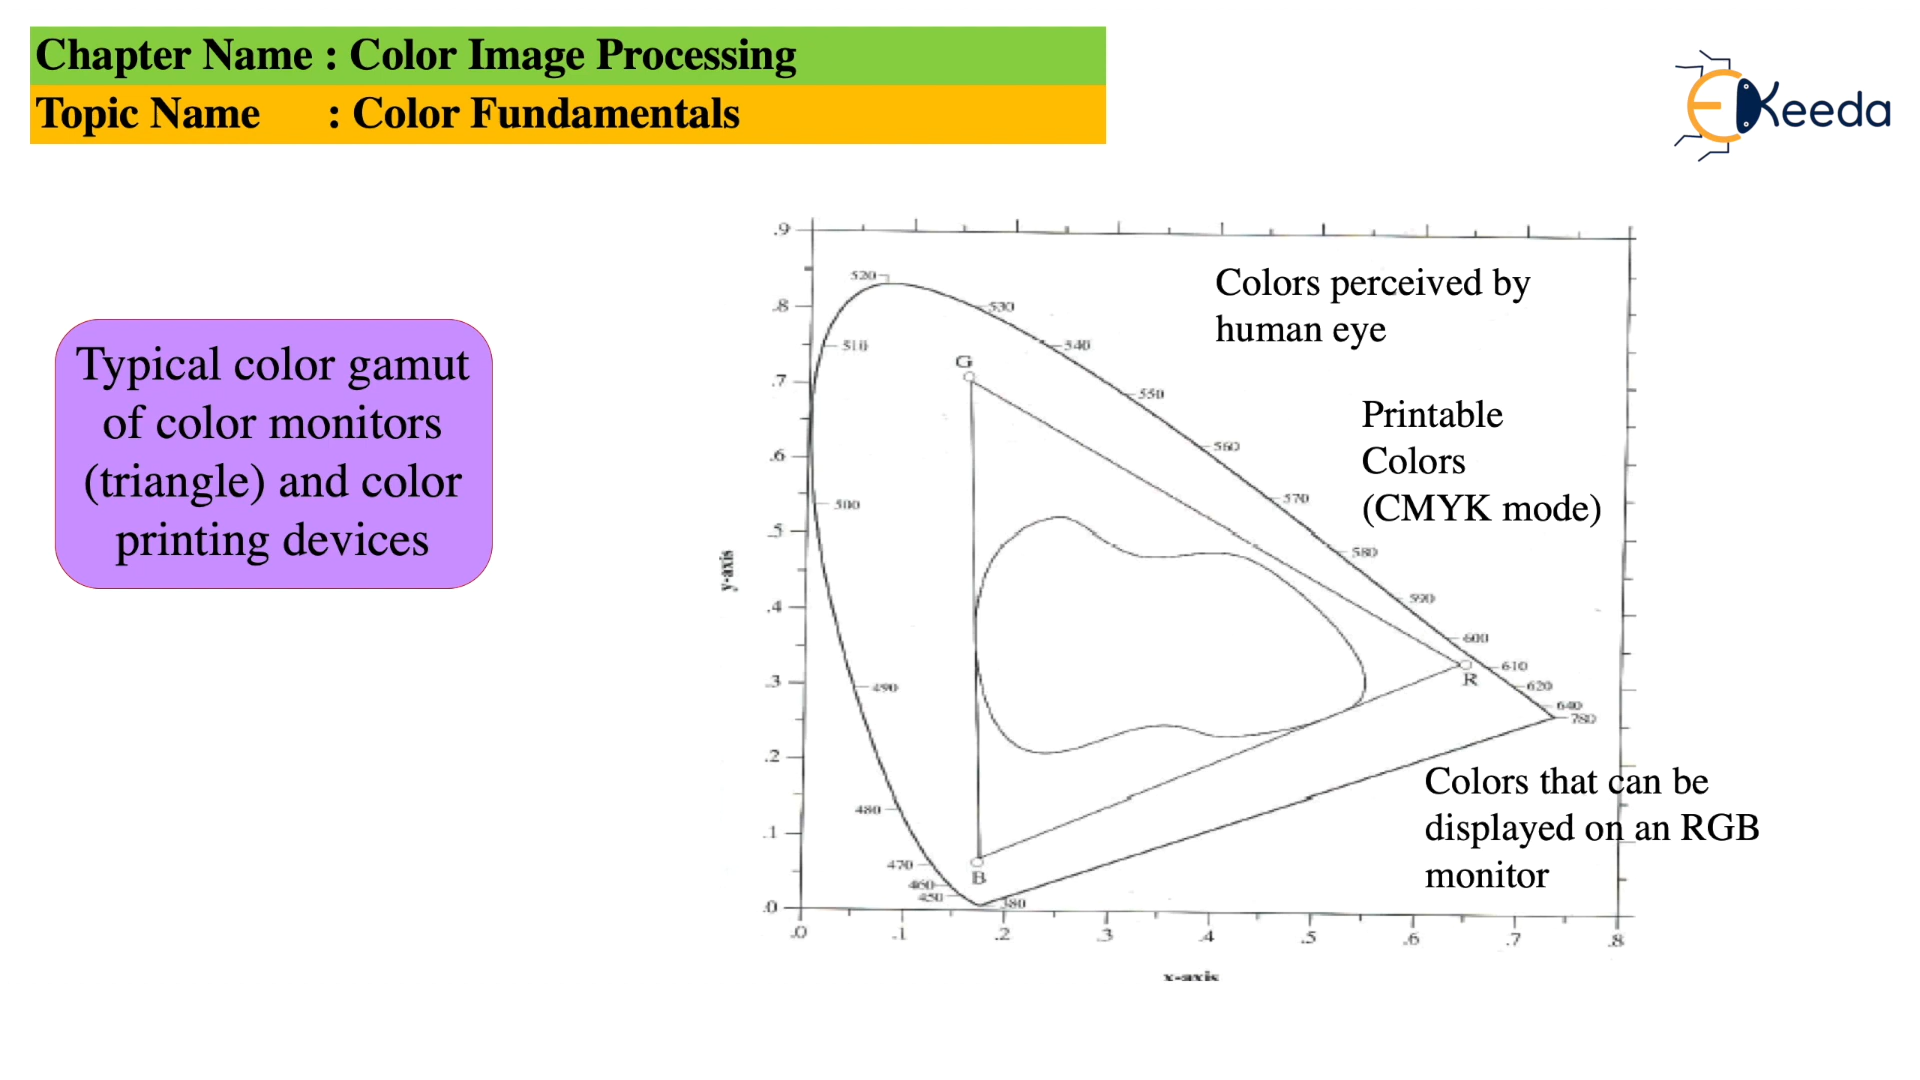 Chapter Name : Color Image Processing
Topic Name : Color Fundamentals
EKeeda
Typical color gamut
of color monitors
(triangle) and color
printing devices
Colors perceived by
human eye
Printable
Colors
(CMYK mode)
Colors that can be
displayed on an RGB
monitor
.9
.8
.7
.6
.5
.4
.3
.2
.1
.0
y-axis
520
530
510
540
G
550
560
500
570
580
590
600
610
R
620
490
640
780
480
470
B
460
450
380
.0 .1 .2 .3 .4 .5 .6 .7 .8
x-axis